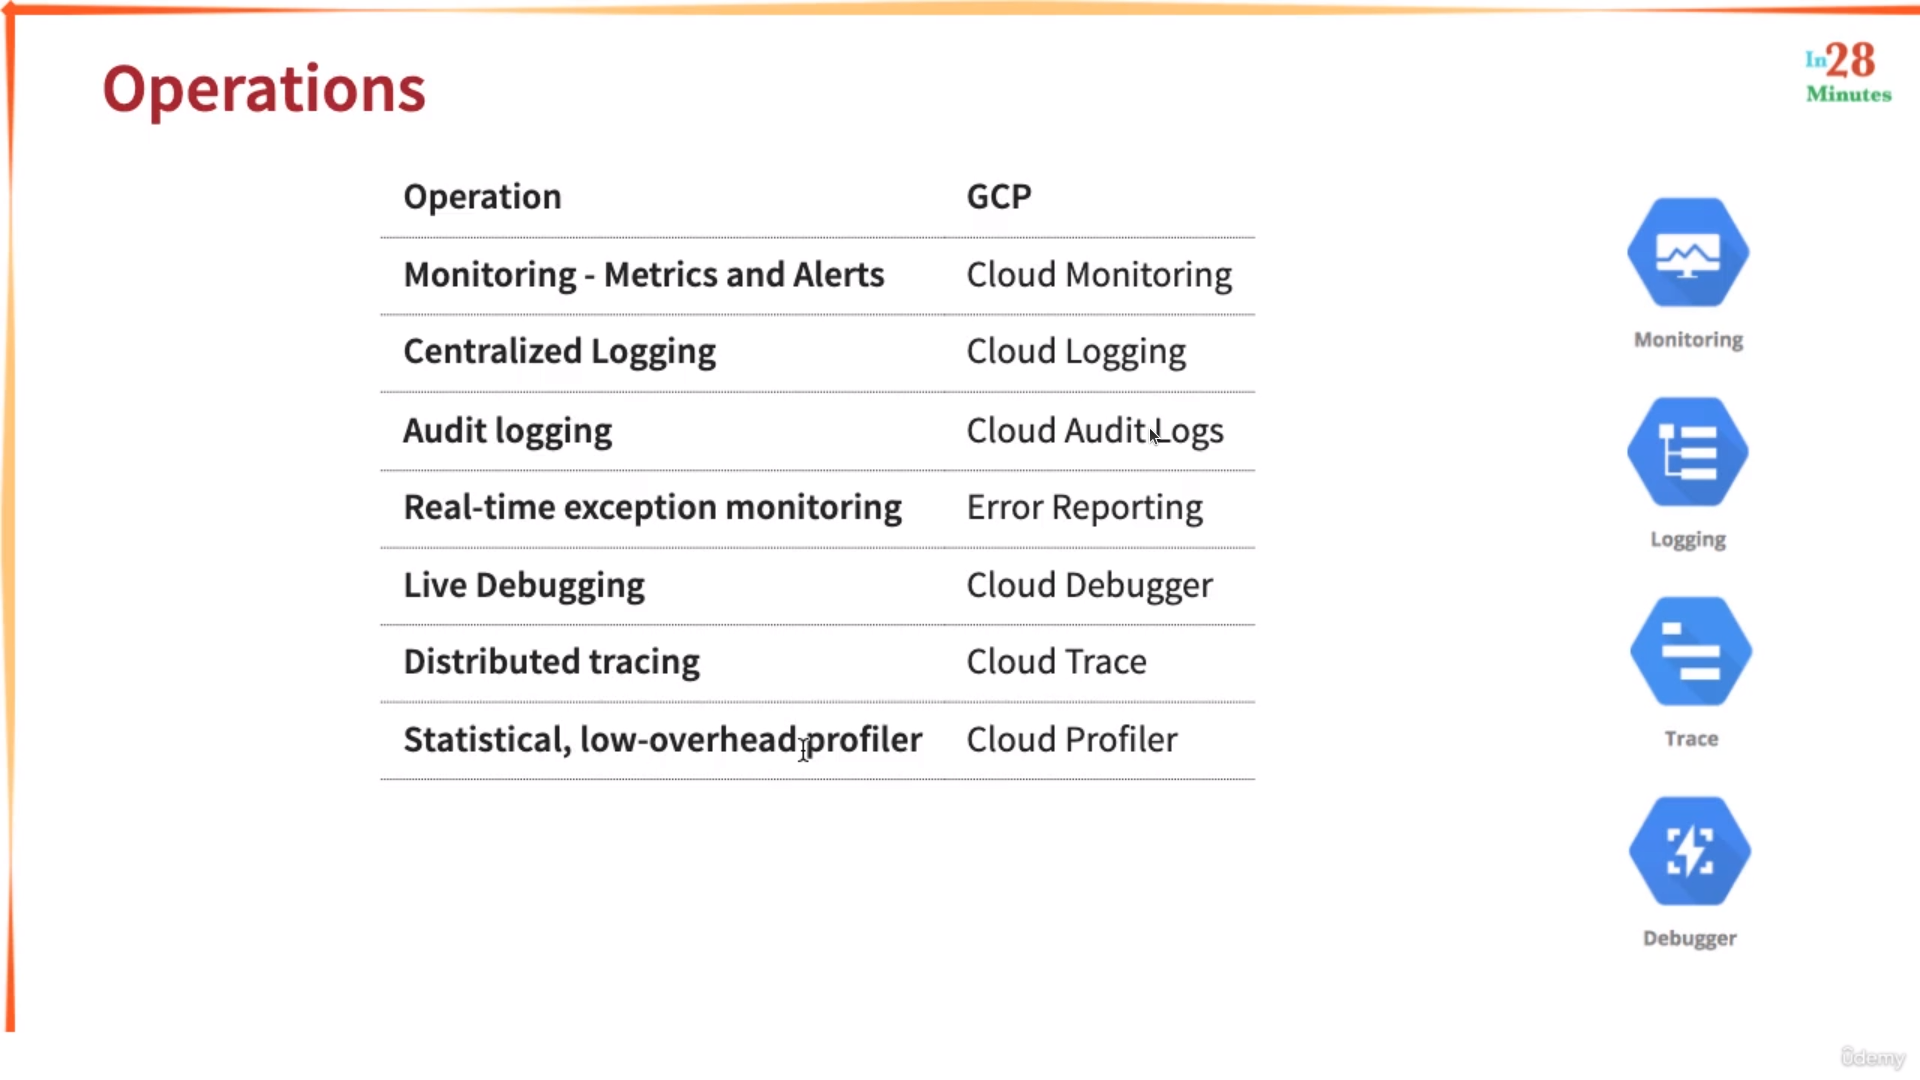 Operations
In28
Minutes
Operation GCP
Monitoring - Metrics and Alerts Cloud Monitoring
Centralized Logging Cloud Logging
Audit logging Cloud Audit Logs
Real-time exception monitoring Error Reporting
Live Debugging Cloud Debugger
Distributed tracing Cloud Trace
Statistical, low-overhead profiler Cloud Profiler
Monitoring
Logging
Trace
Debugger
ûdemy